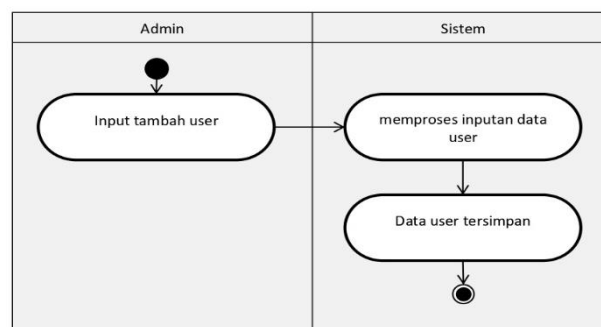 Admin
Sistem
Input tambah user
memproses inputan data
user
Data user tersimpan